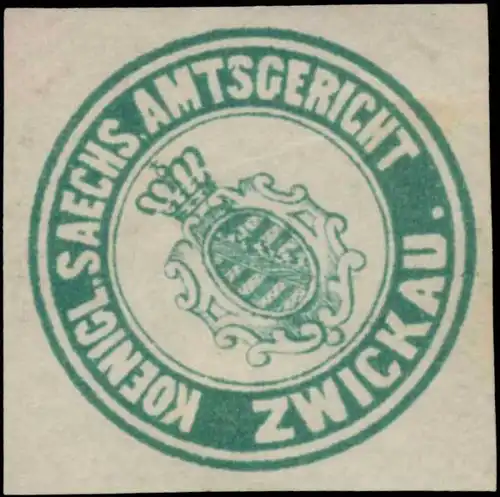 KOENIGL. SAECHS. AMTSGERICHT
ZWICKAU.